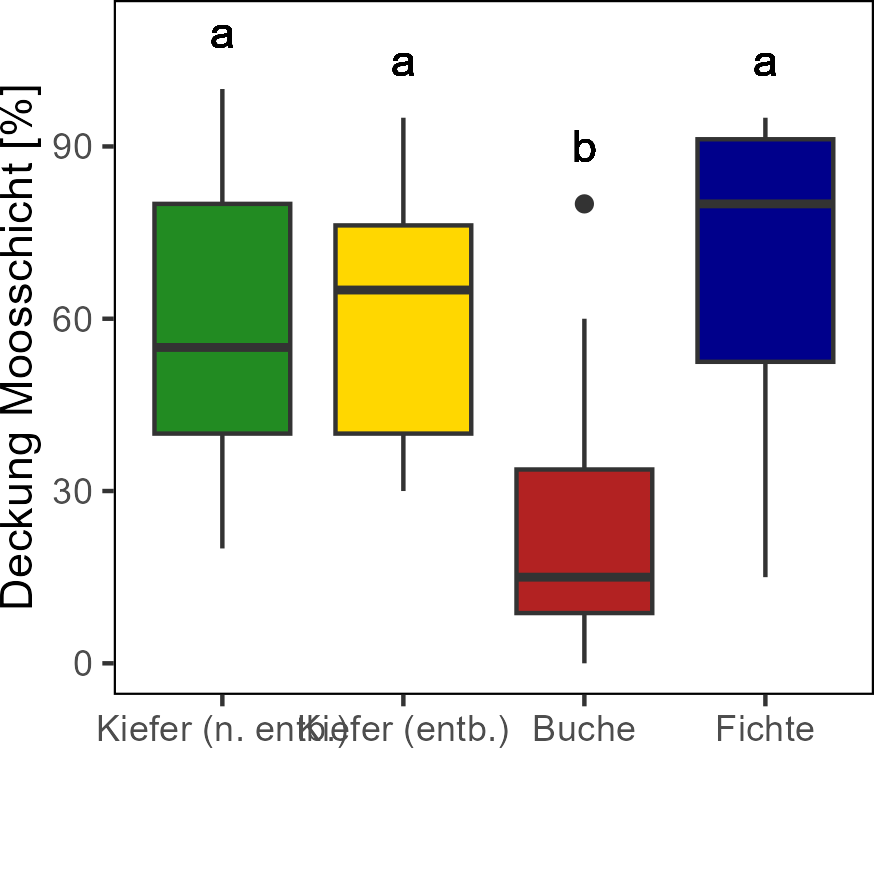 a
a
a
b
Deckung Moosschicht [%]
90
60
30
0
Kiefer (n. entb.)
Kiefer (entb.)
Buche
Fichte